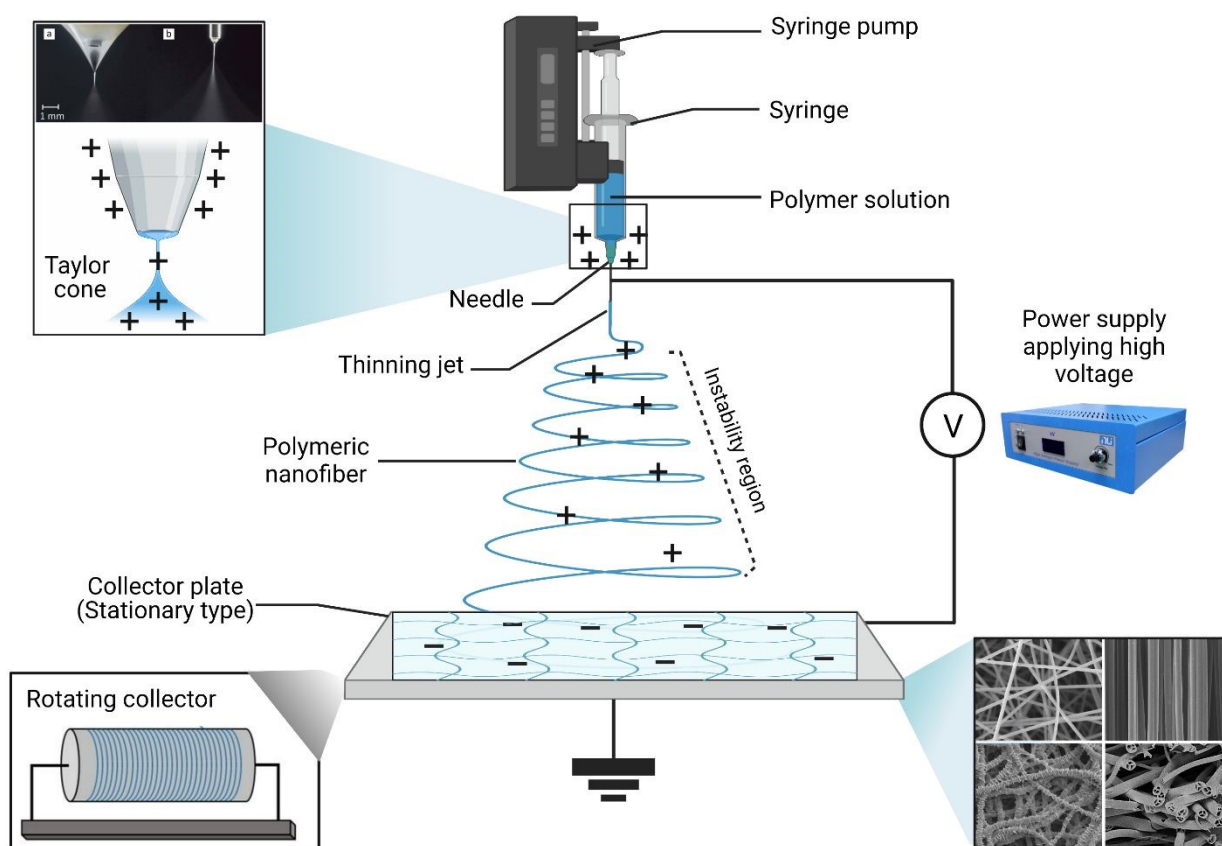 a
b
1 mm
Taylor
cone
Syringe pump
Syringe
Polymer solution
Needle
Thinning jet
Polymeric
nanofiber
Instability region
V
Power supply
applying high
voltage
Collector plate
(Stationary type)
Rotating collector